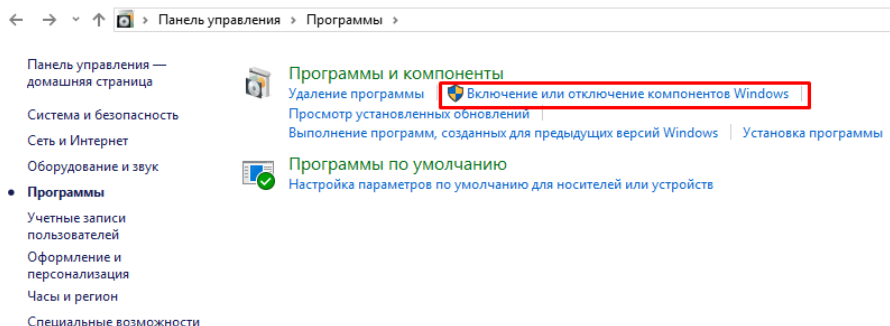 Панель управления › Программы ›
Панель управления —
домашняя страница
Система и безопасность
Сеть и Интернет
Оборудование и звук
Программы
Учетные записи
пользователей
Оформление и
персонализация
Часы и регион
Специальные возможности
Программы и компоненты
Удаление программы | Включение или отключение компонентов Windows |
Просмотр установленных обновлений |
Выполнение программ, созданных для предыдущих версий Windows | Установка программы
Программы по умолчанию
Настройка параметров по умолчанию для носителей или устройств